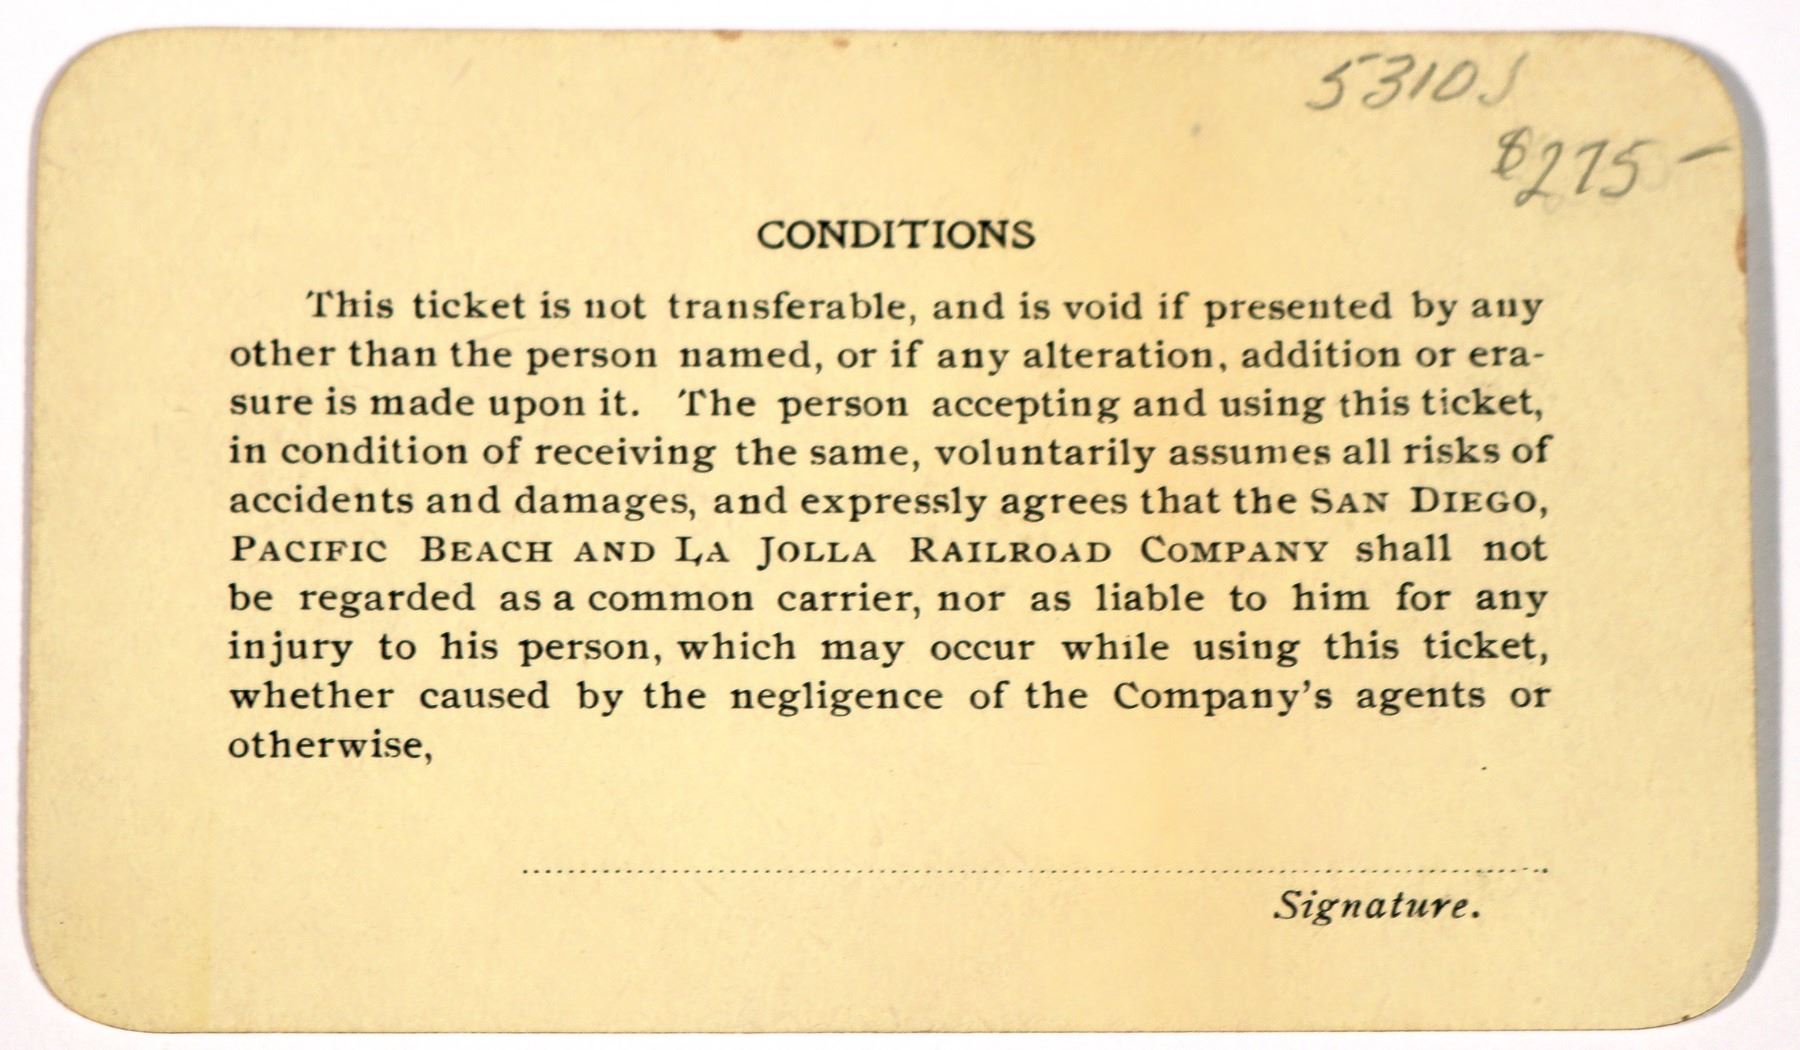 5310J
$275-
CONDITIONS
This ticket is not transferable, and is void if presented by any
other than the person named, or if any alteration, addition or era-
sure is made upon it. The person accepting and using this ticket,
in condition of receiving the same, voluntarily assumes all risks of
accidents and damages, and expressly agrees that the SAN DIEGO,
PACIFIC BEACH AND LA JOLLA RAILROAD COMPANY shall not
be regarded as a common carrier, nor as liable to him for any
injury to his person, which may occur while using this ticket,
whether caused by the negligence of the Company's agents or
otherwise,
Signature.